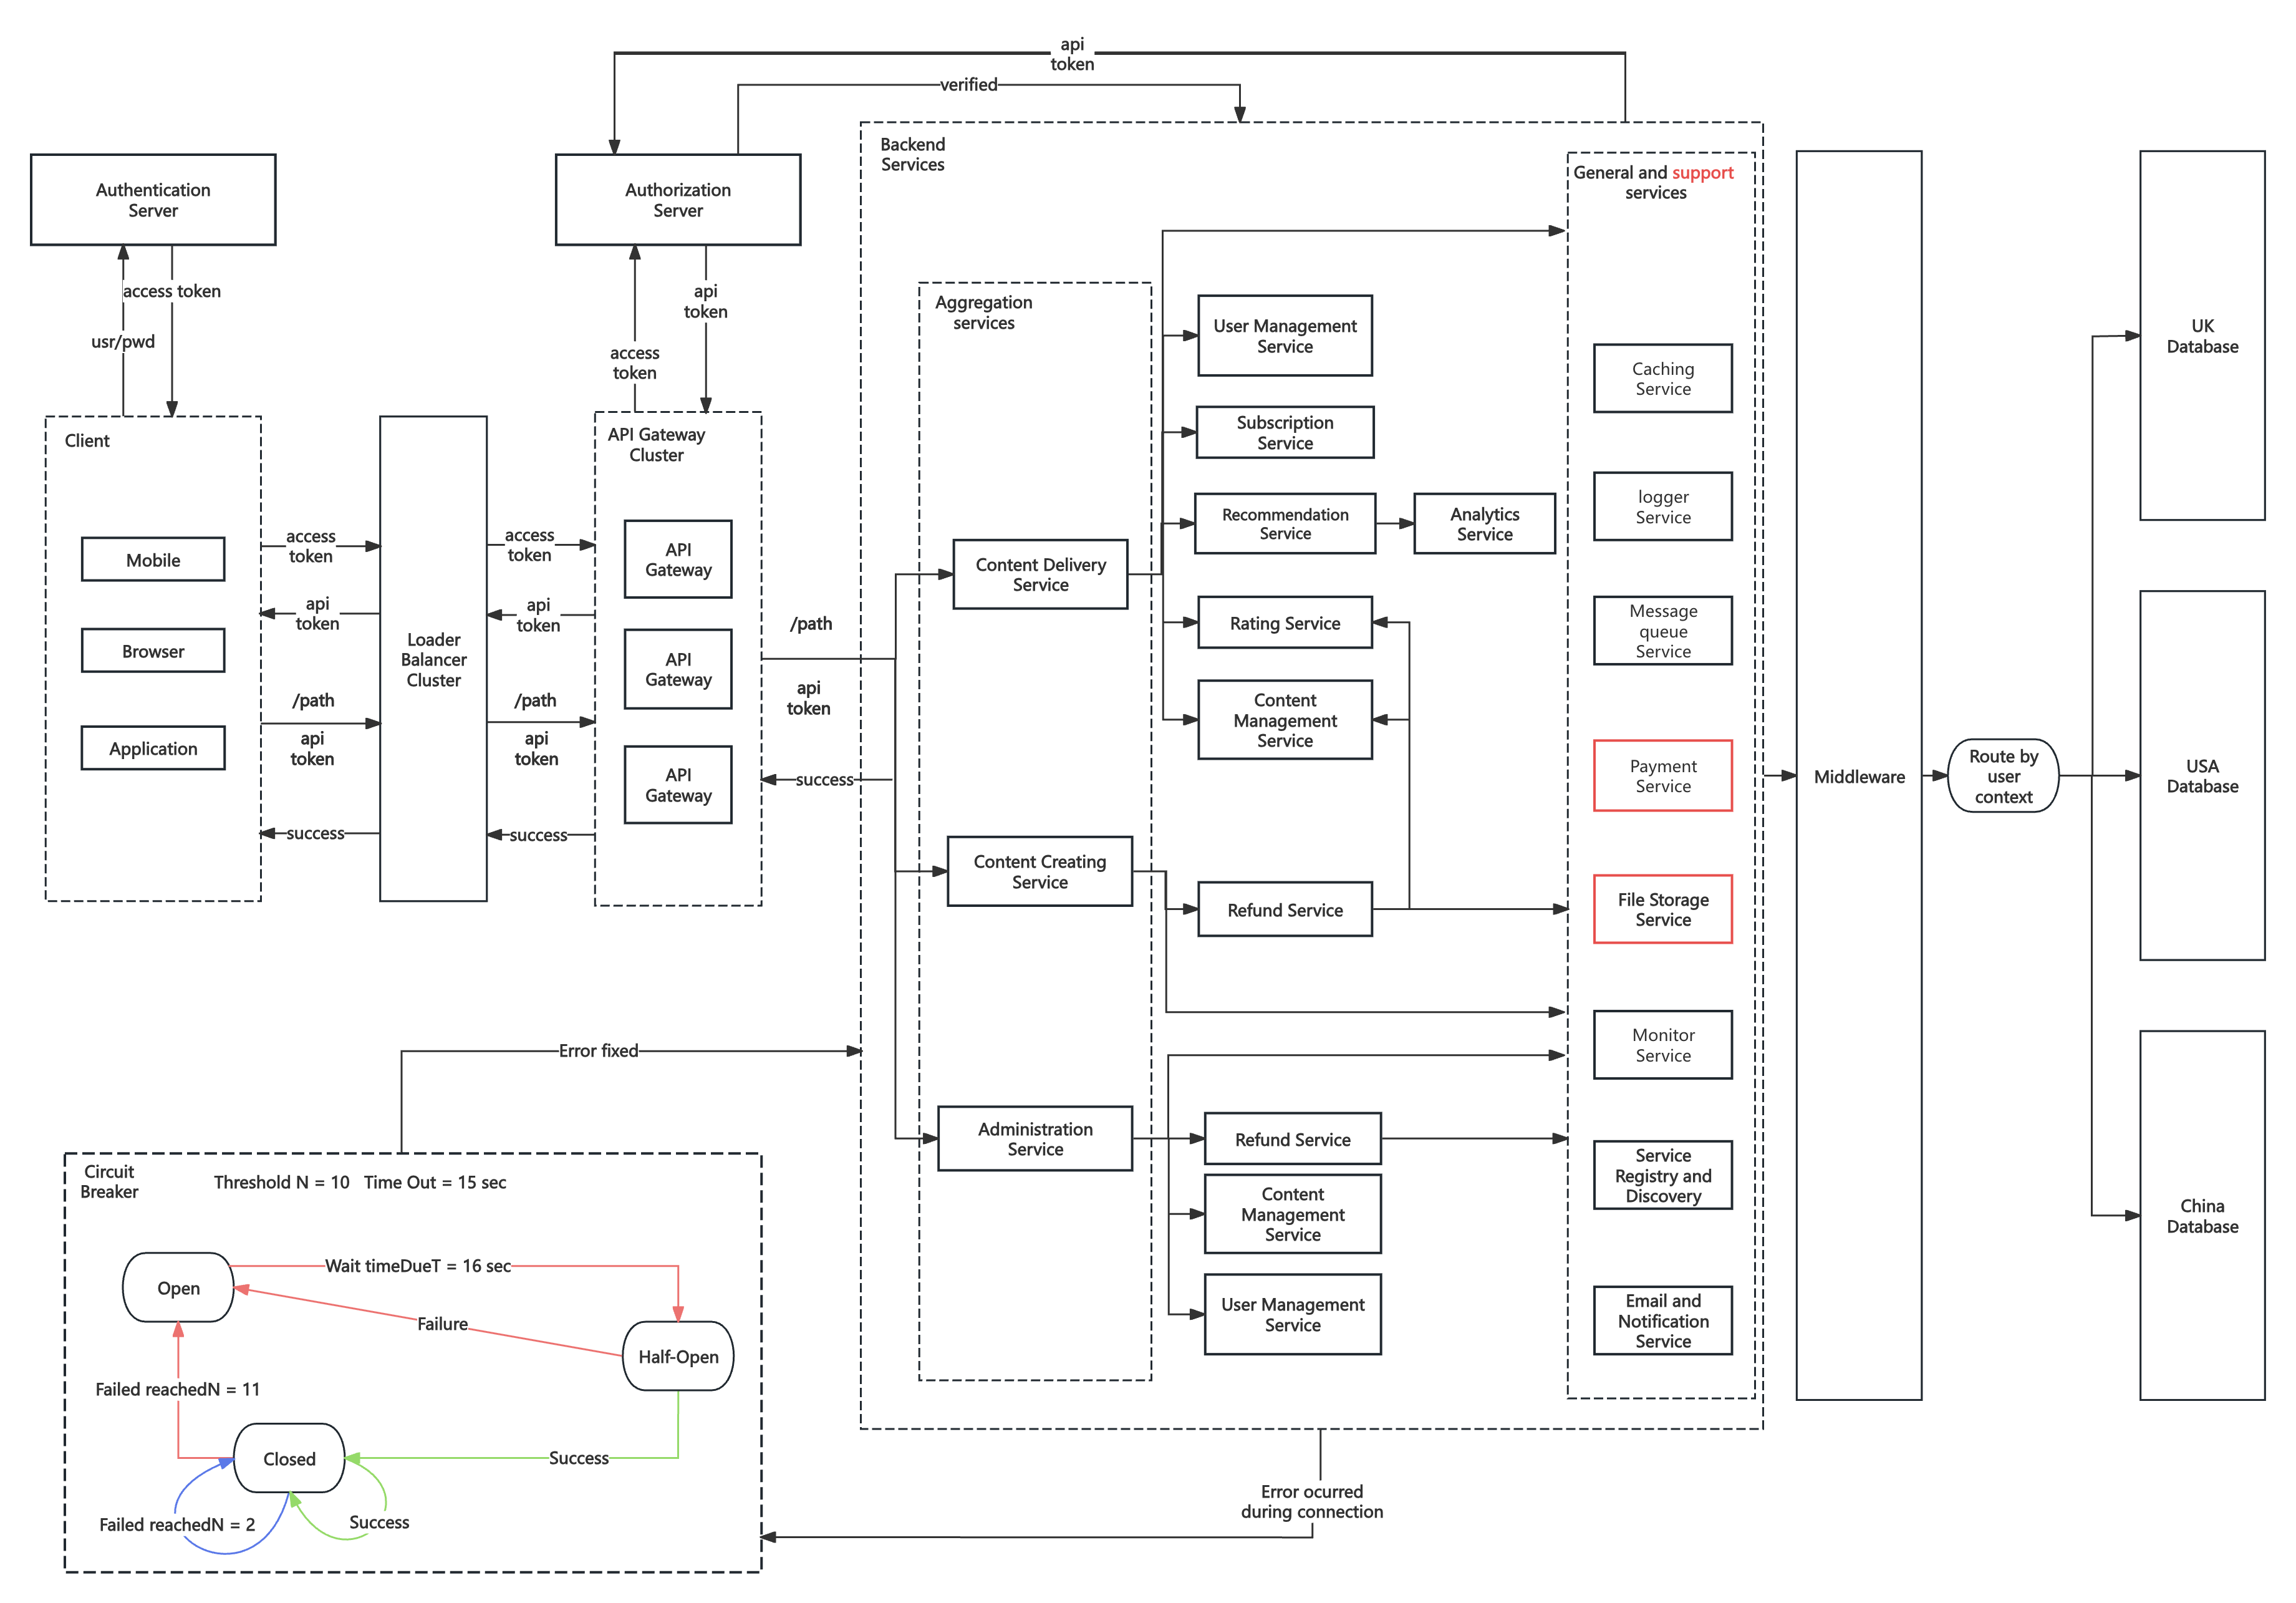 api
token
verified
Authentication
Server
Authorization
Server
Backend
Services
General and support
services
access token
usr/pwd
api
token
access
token
Aggregation
services
User Management
Service
UK
Database
Caching
Service
Client
API Gateway
Cluster
Subscription
Service
logger
Service
Recommendation
Service
Analytics
Service
access
token
access
token
Mobile
API
Gateway
Content Delivery
Service
api
token
api
token
/path
Rating Service
Message
queue
Service
Browser
Loader
Balancer
Cluster
API
Gateway
api
token
Content
Management
Service
/path
/path
api
token
api
token
Application
API
Gateway
success
Payment
Service
Middleware
Route by
user
context
USA
Database
success
success
Content Creating
Service
Refund Service
File Storage
Service
Error fixed
Monitor
Service
Administration
Service
Refund Service
Service
Registry and
Discovery
Content
Management
Service
China
Database
User Management
Service
Email and
Notification
Service
Circuit
Breaker
Threshold N = 10 Time Out = 15 sec
Open
Wait timeDueT = 16 sec
Failure
Half-Open
Failed reachedN = 11
Closed
Success
Failed reachedN = 2
Success
Error ocurred
during connection